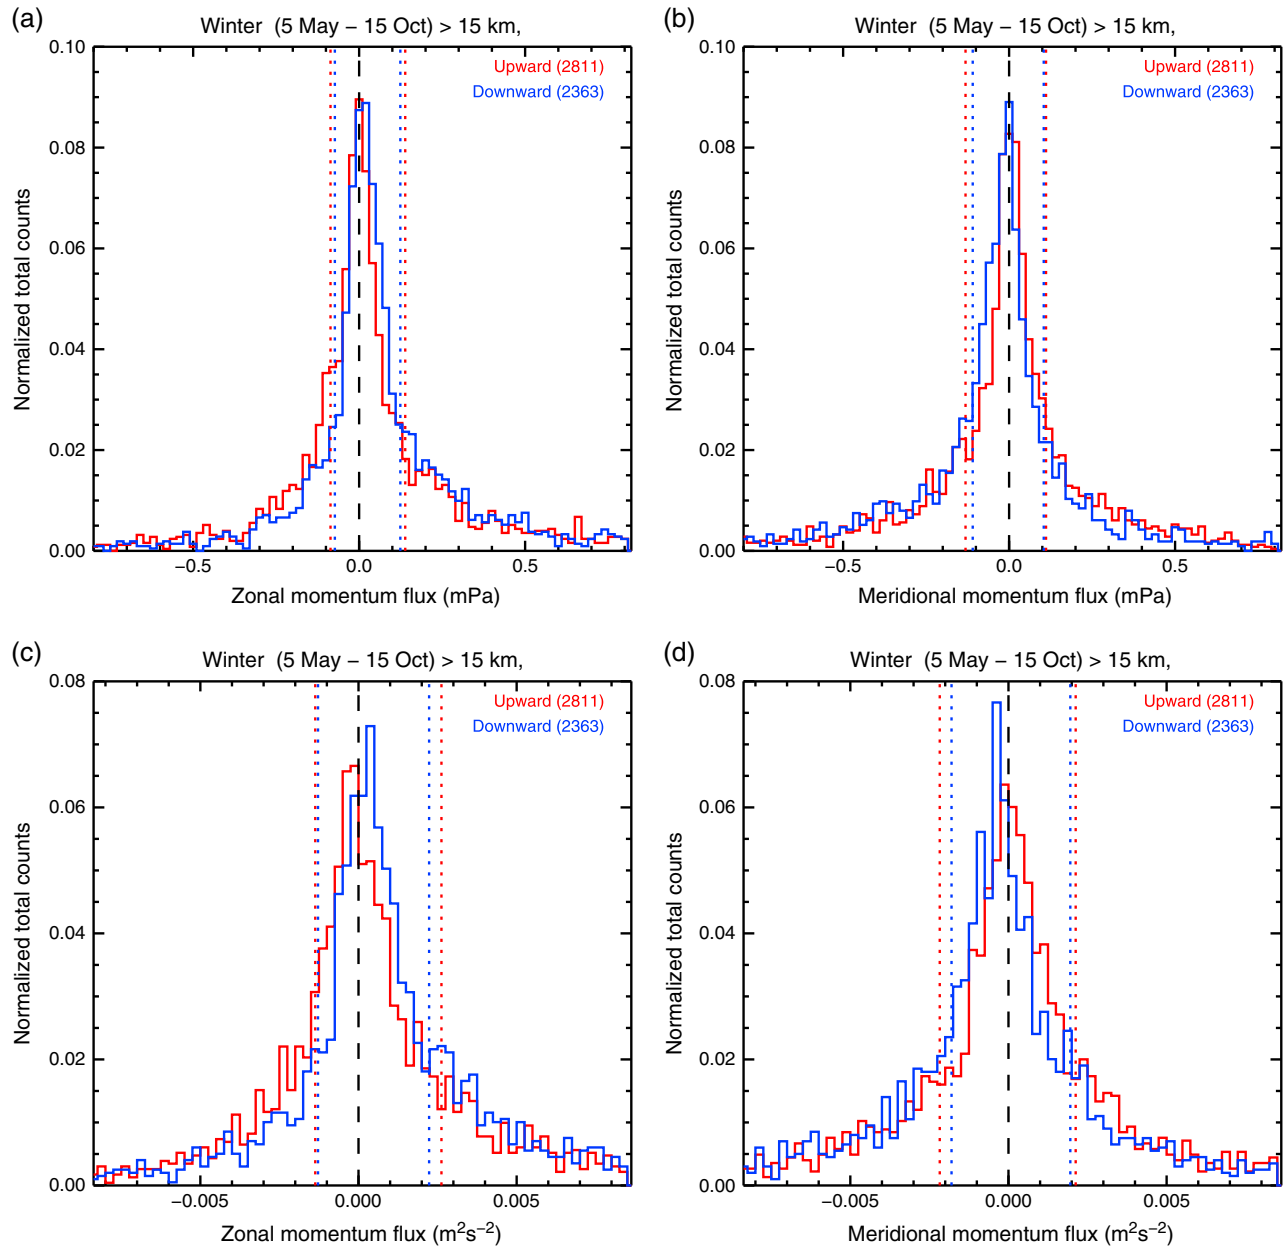 (a)
Winter (5 May – 15 Oct) > 15 km,
Upward (2811)
Downward (2363)
0.10
0.08
0.06
0.04
0.02
0.00
Normalized total counts
−0.5
0.0
0.5
Zonal momentum flux (mPa)
(b)
Winter (5 May – 15 Oct) > 15 km,
Upward (2811)
Downward (2363)
0.10
0.08
0.06
0.04
0.02
0.00
Normalized total counts
−0.5
0.0
0.5
Meridional momentum flux (mPa)
(c)
Winter (5 May – 15 Oct) > 15 km,
Upward (2811)
Downward (2363)
0.08
0.06
0.04
0.02
0.00
Normalized total counts
−0.005
0.000
0.005
Zonal momentum flux (m²s⁻²)
(d)
Winter (5 May – 15 Oct) > 15 km,
Upward (2811)
Downward (2363)
0.08
0.06
0.04
0.02
0.00
Normalized total counts
−0.005
0.000
0.005
Meridional momentum flux (m²s⁻²)